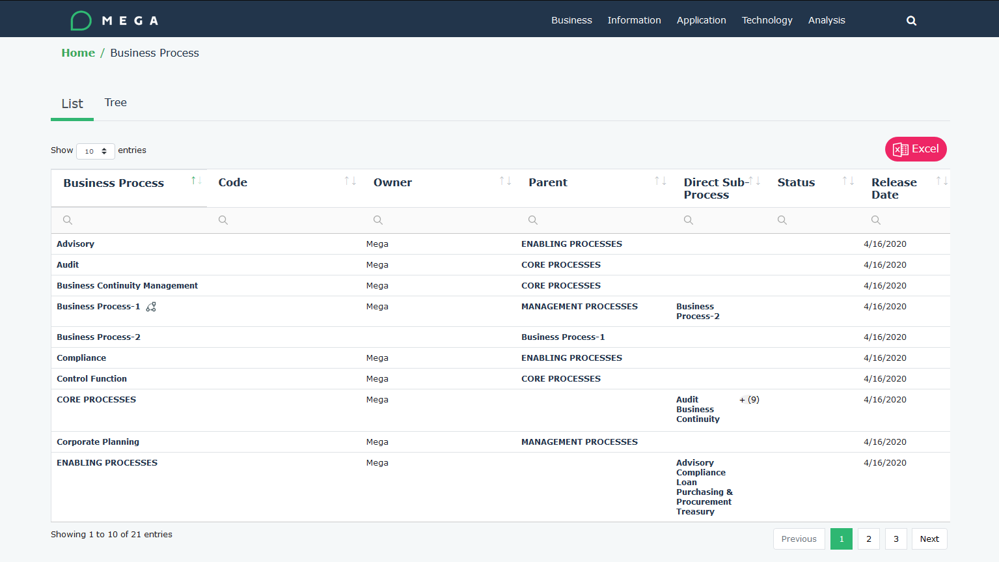 MEGA
Business Information Application Technology Analysis
Home / Business Process
List Tree
Show 10 entries
Excel
Business Process Code Owner Parent Direct Sub-Process Status Release Date
Advisory Mega ENABLING PROCESSES 4/16/2020
Audit Mega CORE PROCESSES 4/16/2020
Business Continuity Management Mega CORE PROCESSES 4/16/2020
Business Process-1 Mega MANAGEMENT PROCESSES Business 4/16/2020
Process-2
Business Process-2 Business Process-1 4/16/2020
Compliance Mega ENABLING PROCESSES 4/16/2020
Control Function Mega CORE PROCESSES 4/16/2020
CORE PROCESSES Mega Audit + (9) 4/16/2020
Business
Continuity
Corporate Planning Mega MANAGEMENT PROCESSES 4/16/2020
ENABLING PROCESSES Mega Advisory 4/16/2020
Compliance
Loan
Purchasing &
Procurement
Treasury
Showing 1 to 10 of 21 entries
Previous 1 2 3 Next